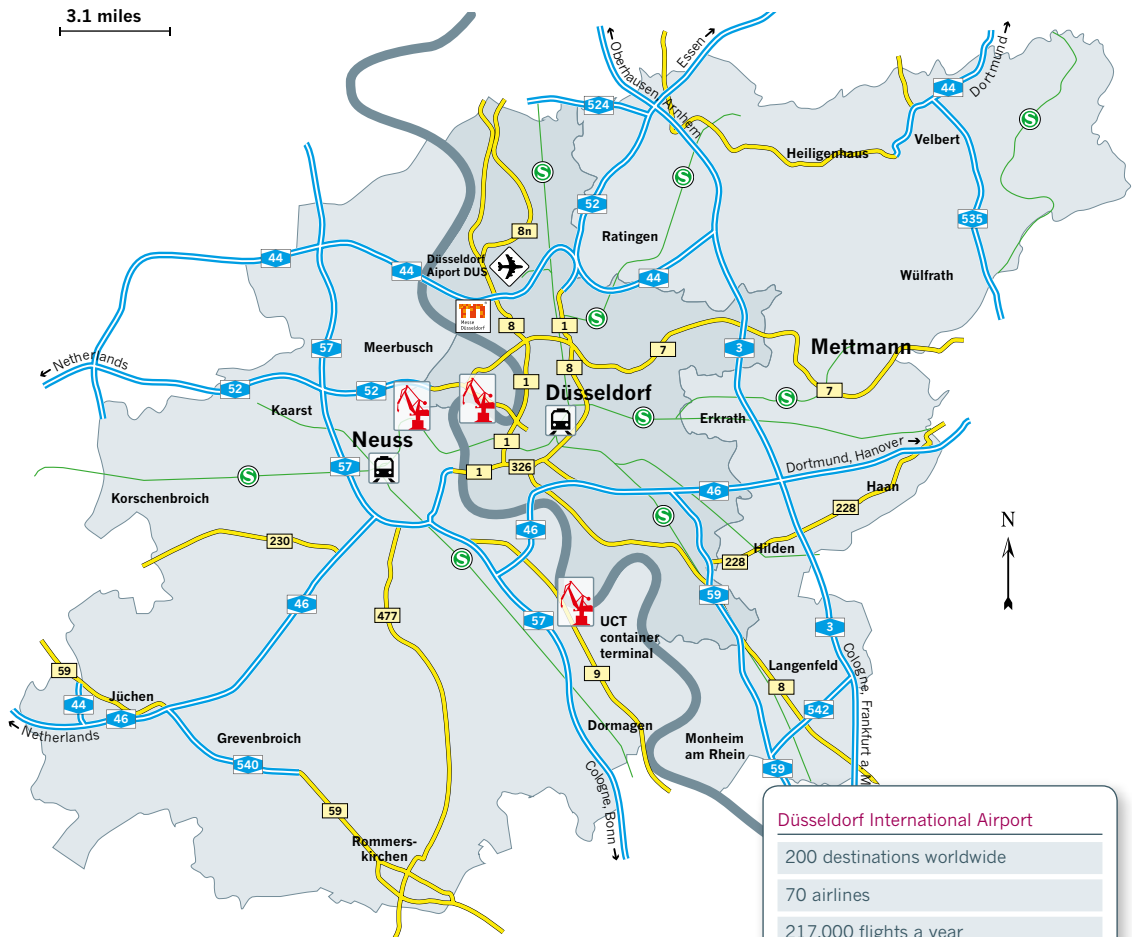 3.1 miles
Oberhausen, Arnhem
Essen
Dortmund
524
44
Heiligenhaus
Velbert
52
535
8n
Ratingen
44
44
Düsseldorf
Aiport DUS
44
Wülfrath
Messe
Düsseldorf
8
1
57
Meerbusch
7
3
Mettmann
Netherlands
52
52
8
1
Düsseldorf
7
Kaarst
Erkrath
Neuss
1
Dortmund, Hanover
57
1
326
46
Haan
Korschenbroich
228
N
230
46
Hilden
228
46
59
477
57
UCT
container
terminal
3
59
9
Langenfeld
Cologne, Frankfurt a. M
44
Jüchen
46
8
542
Netherlands
Grevenbroich
Dormagen
Monheim
am Rhein
540
59
Cologne, Bonn
59
Rommers-
kirchen
Düsseldorf International Airport
200 destinations worldwide
70 airlines
217,000 flights a year
S
S
S
S
S
S
S
S
S